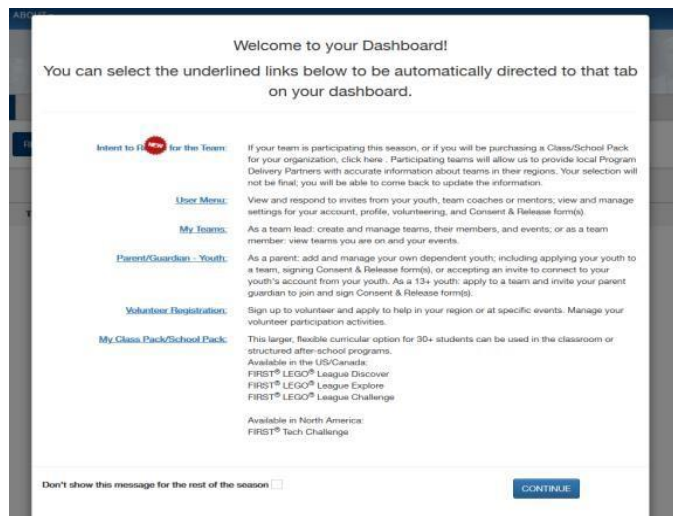 Welcome to your Dashboard!
You can select the underlined links below to be automatically directed to that tab
on your dashboard.
Intent to R NEW for the Team:
If your team is participating this season, or if you will be purchasing a Class/School Pack
for your organization, click here . Participating teams will allow us to provide local Program
Delivery Partners with accurate information about teams in their regions. Your selection will
not be final; you will be able to come back to update the information.
User Menu:
View and respond to invites from your youth, team coaches or mentors; view and manage
settings for your account, profile, volunteering, and Consent & Release form(s).
My Teams:
As a team lead: create and manage teams, their members, and events; or as a team
member: view teams you are on and your events.
Parent/Guardian - Youth:
As a parent: add and manage your own dependent youth; including applying your youth to
a team, signing Consent & Release form(s), or accepting an invite to connect to your
youth's account from your youth. As a 13+ youth: apply to a team and invite your parent
guardian to join and sign Consent & Release form(s).
Volunteer Registration:
Sign up to volunteer and apply to help in your region or at specific events. Manage your
volunteer participation activities.
My Class Pack/School Pack:
This larger, flexible curricular option for 30+ students can be used in the classroom or
structured after-school programs.
Available in the US/Canada:
FIRST® LEGO® League Discover
FIRST® LEGO® League Explore
FIRST® LEGO® League Challenge
Available in North America:
FIRST® Tech Challenge
Don't show this message for the rest of the season
CONTINUE